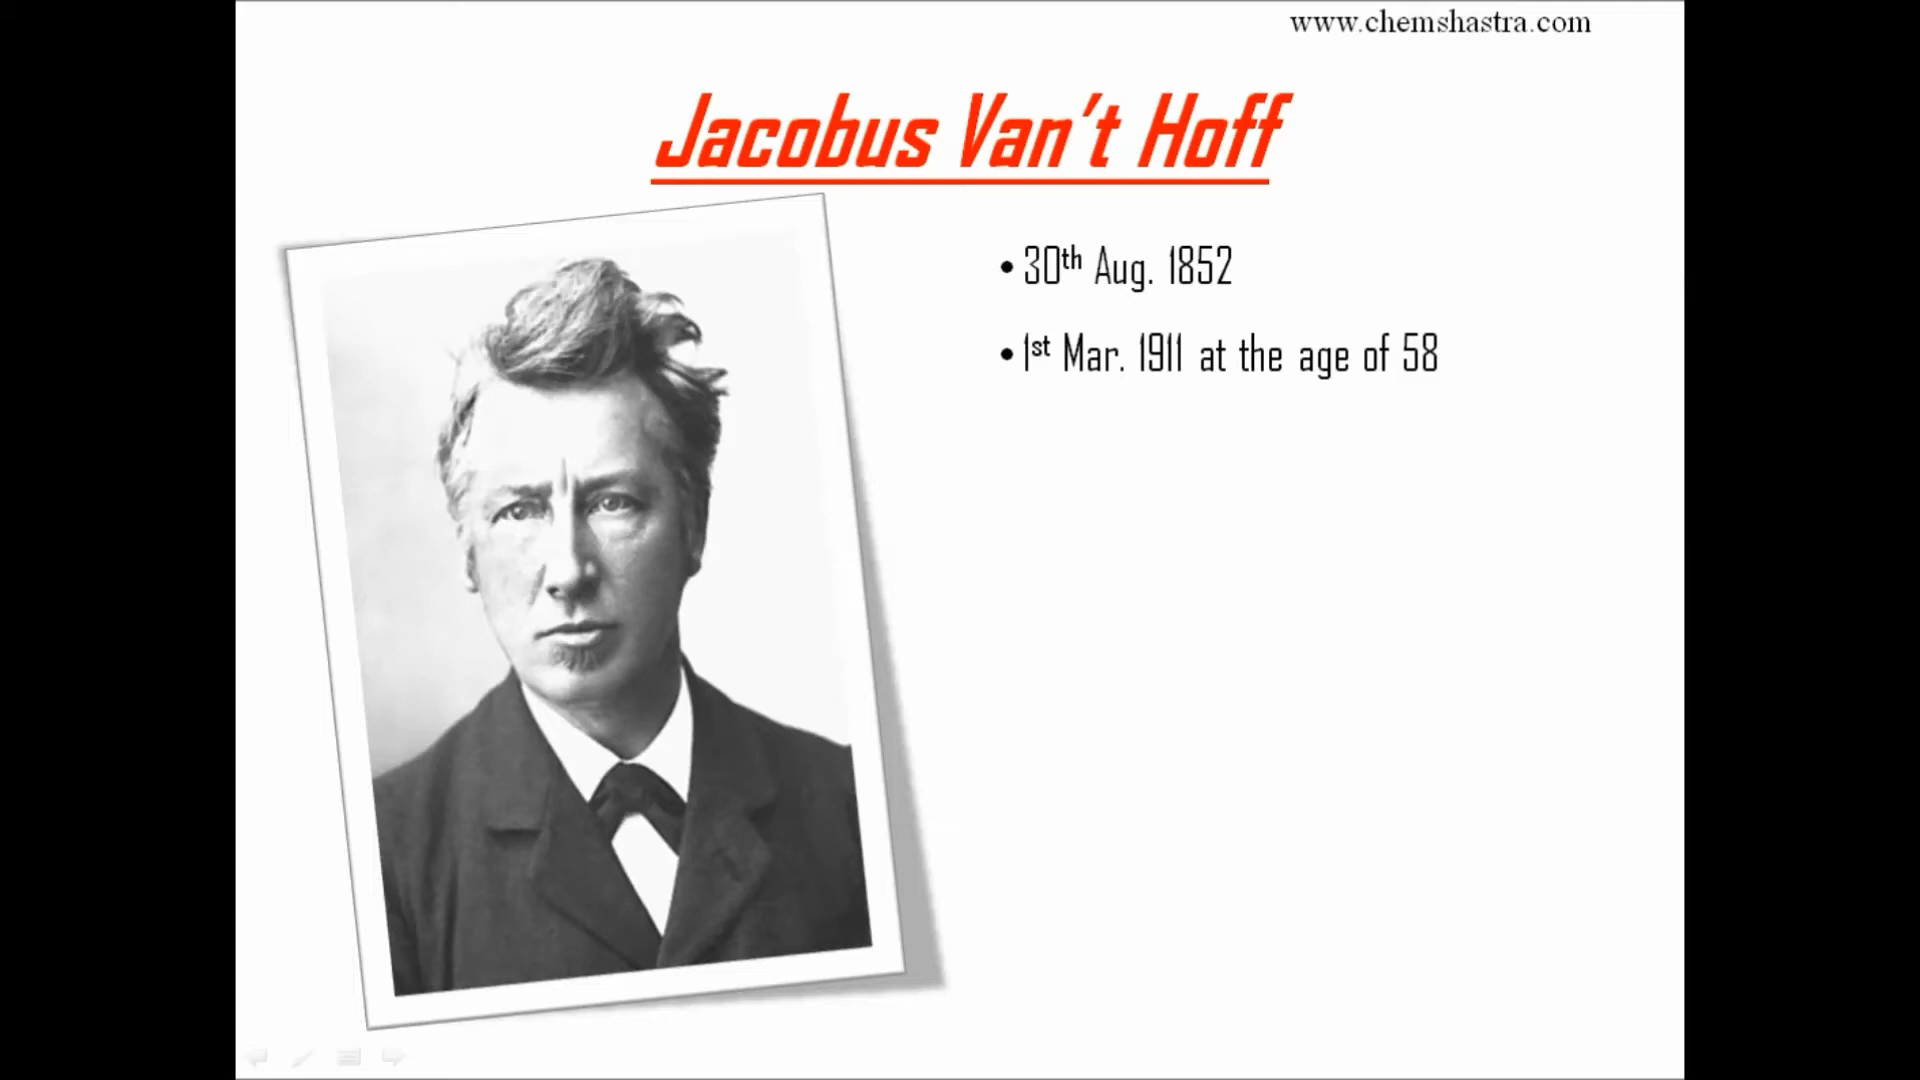 www.chemshastra.com
Jacobus Van't Hoff
• 30th Aug. 1852
• 1st Mar. 1911 at the age of 58